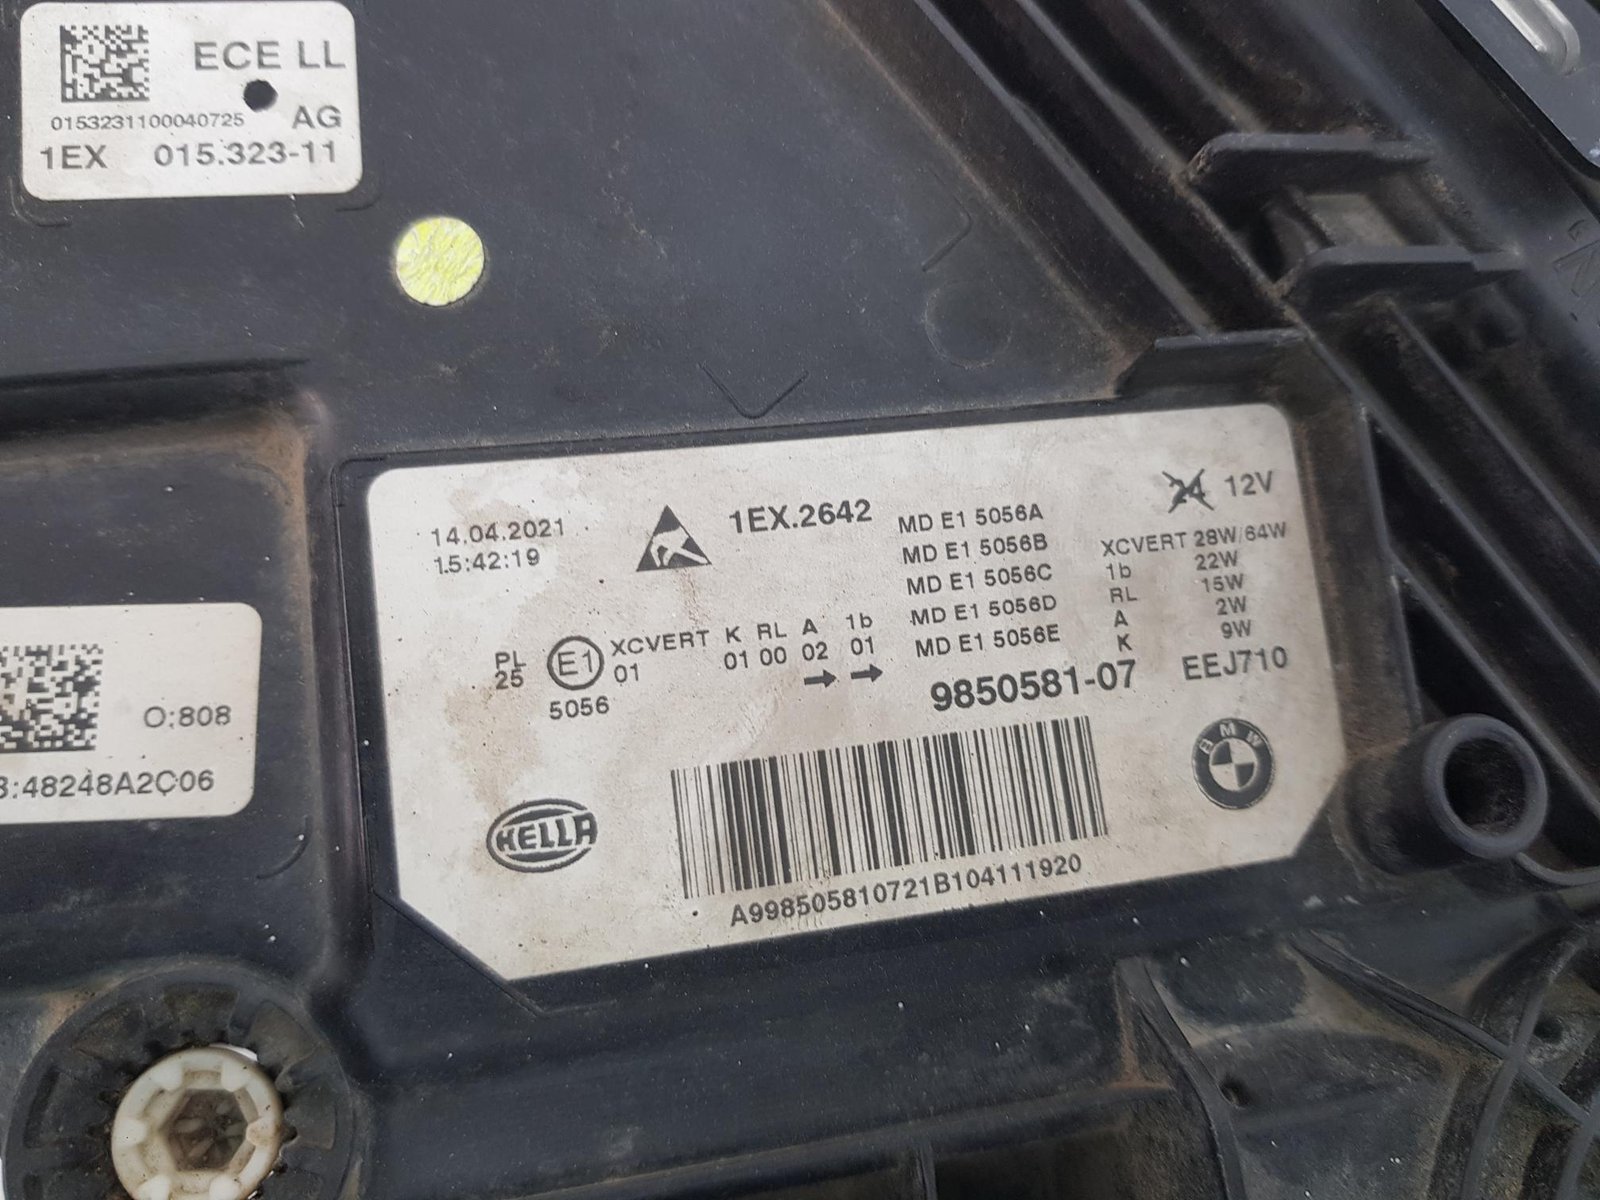 ECE LL
0153231100040725 AG
1EX 015.323-11
14.04.2021
15:42:19
1EX.2642
MD E1 5056A
MD E1 5056B
MD E1 5056C
MD E1 5056D
MD E1 5056E
24 12V
XCVERT 28W/64W
1b 22W
RL 15W
A 2W
K 9W
PL
25
E1
5056
XCVERT K RL A 1b
01 01 00 02 01
9850581-07
EEJ710
O:808
:48248A2C06
HELLA
BMW
A998505810721B104111920